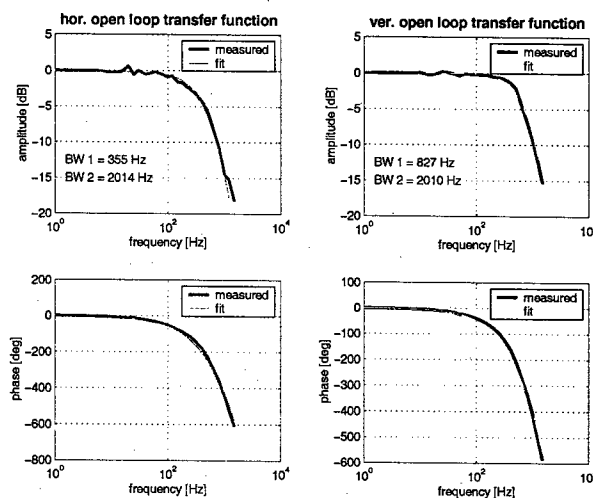 hor. open loop transfer function
amplitude [dB]
5
0
−5
−10
−15
−20
measured
fit
BW 1 = 355 Hz
BW 2 = 2014 Hz
10^0
10^2
10^4
frequency [Hz]
ver. open loop transfer function
amplitude [dB]
5
0
−5
−10
−15
−20
measured
fit
BW 1 = 827 Hz
BW 2 = 2010 Hz
10^0
10^2
10^4
frequency [Hz]
phase [deg]
200
0
−200
−400
−600
−800
measured
fit
10^0
10^2
10^4
frequency [Hz]
phase [deg]
100
0
−100
−200
−300
−400
−500
−600
measured
fit
10^0
10^2
10^4
frequency [Hz]